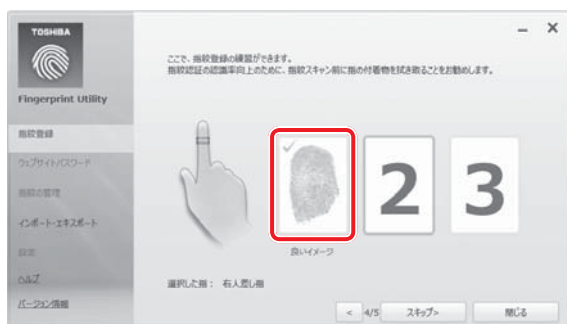 TOSHIBA
Fingerprint Utility
指紋登録
ウェブサイト/パスワード
指紋の管理
インポート・エキスポート
設定
ヘルプ
バージョン情報
ここで、指紋登録の練習ができます。
指紋認証の認識率向上のために、指紋スキャン前に指の付着物を拭き取ることをお勧めします。
2
3
良いイメージ
選択した指： 右人差し指
< 4/5 スキップ> 閉じる